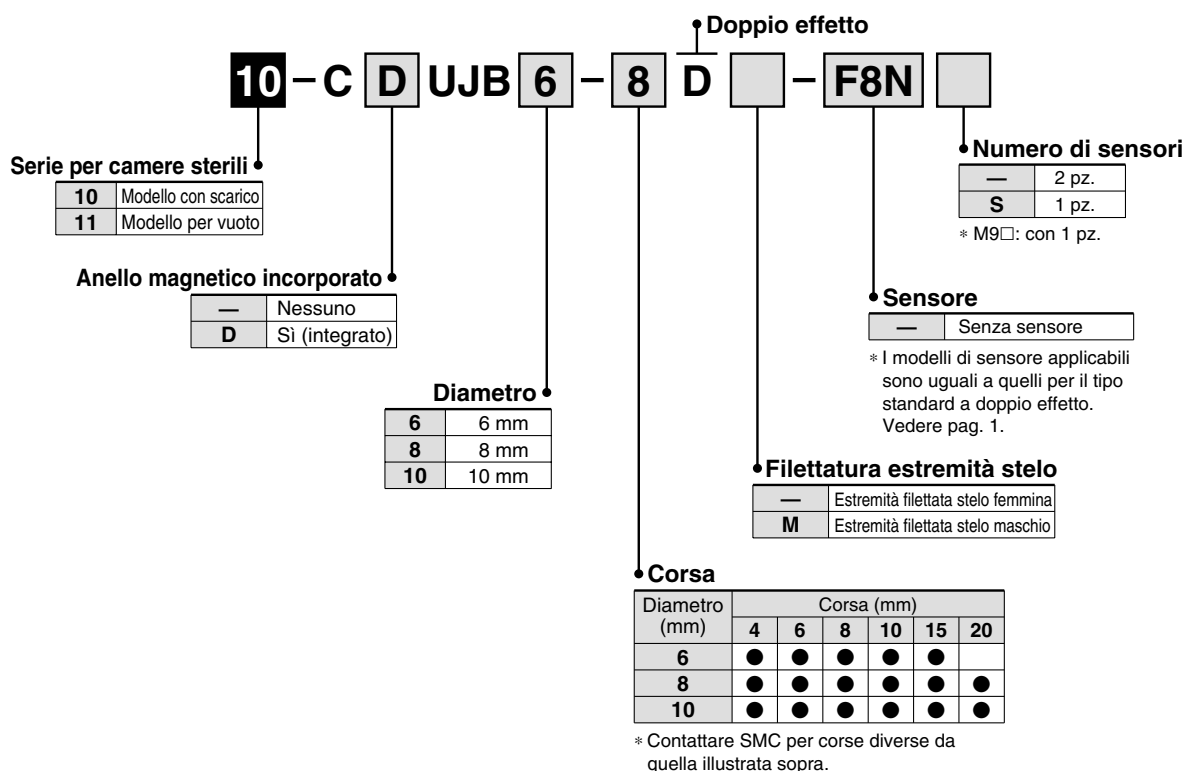 Doppio effetto
10 – C D UJB 6 – 8 D – F8N
Serie per camere sterili
10 Modello con scarico
11 Modello per vuoto
Anello magnetico incorporato
— Nessuno
D Sì (integrato)
Diametro
6 6 mm
8 8 mm
10 10 mm
Numero di sensori
— 2 pz.
S 1 pz.
* M9□: con 1 pz.
Sensore
— Senza sensore
* I modelli di sensore applicabili
sono uguali a quelli per il tipo
standard a doppio effetto.
Vedere pag. 1.
Filettatura estremità stelo
— Estremità filettata stelo femmina
M Estremità filettata stelo maschio
Corsa
Diametro (mm) Corsa (mm)
4 6 8 10 15 20
6 ● ● ● ● ●
8 ● ● ● ● ● ●
10 ● ● ● ● ● ●
* Contattare SMC per corse diverse da
quella illustrata sopra.